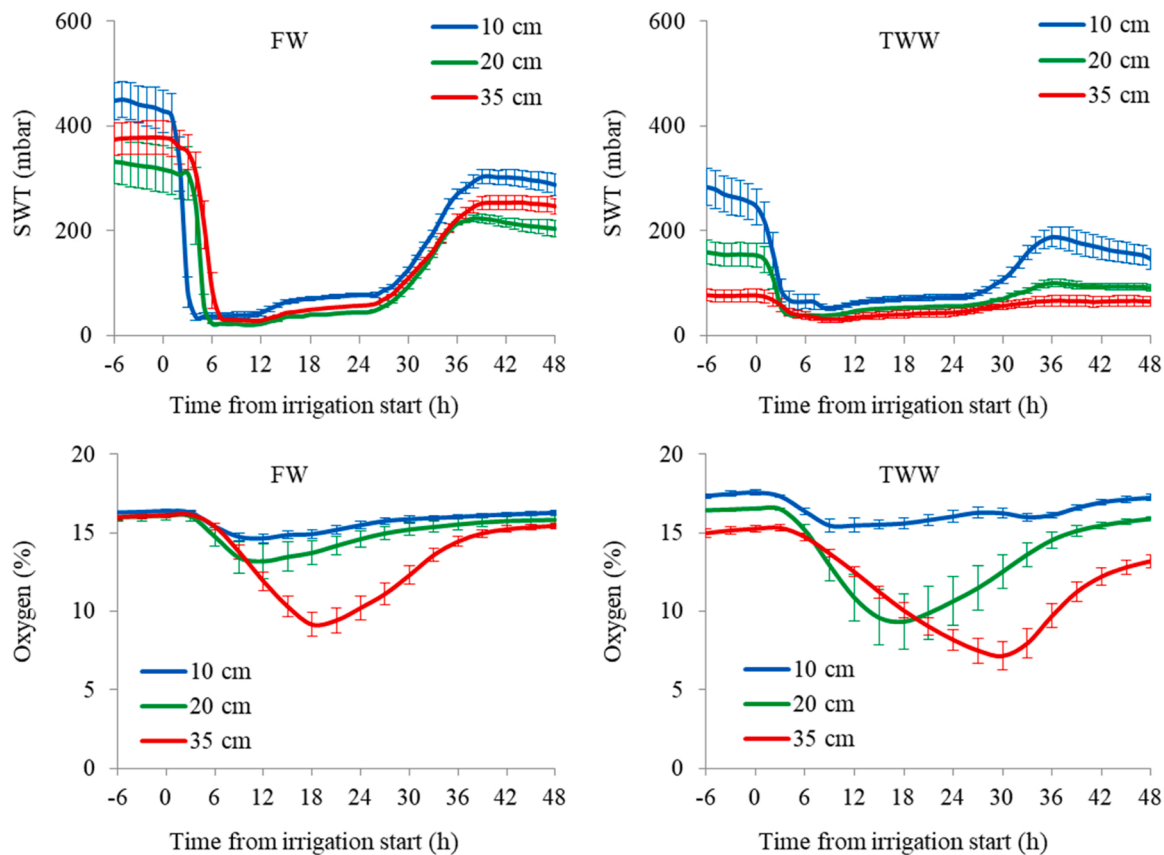 FW
10 cm
20 cm
35 cm
SWT (mbar)
600
400
200
0
-6 0 6 12 18 24 30 36 42 48
Time from irrigation start (h)
TWW
10 cm
20 cm
35 cm
SWT (mbar)
600
400
200
0
-6 0 6 12 18 24 30 36 42 48
Time from irrigation start (h)
FW
Oxygen (%)
20
15
10
5
0
10 cm
20 cm
35 cm
-6 0 6 12 18 24 30 36 42 48
Time from irrigation start (h)
TWW
Oxygen (%)
20
15
10
5
0
10 cm
20 cm
35 cm
-6 0 6 12 18 24 30 36 42 48
Time from irrigation start (h)